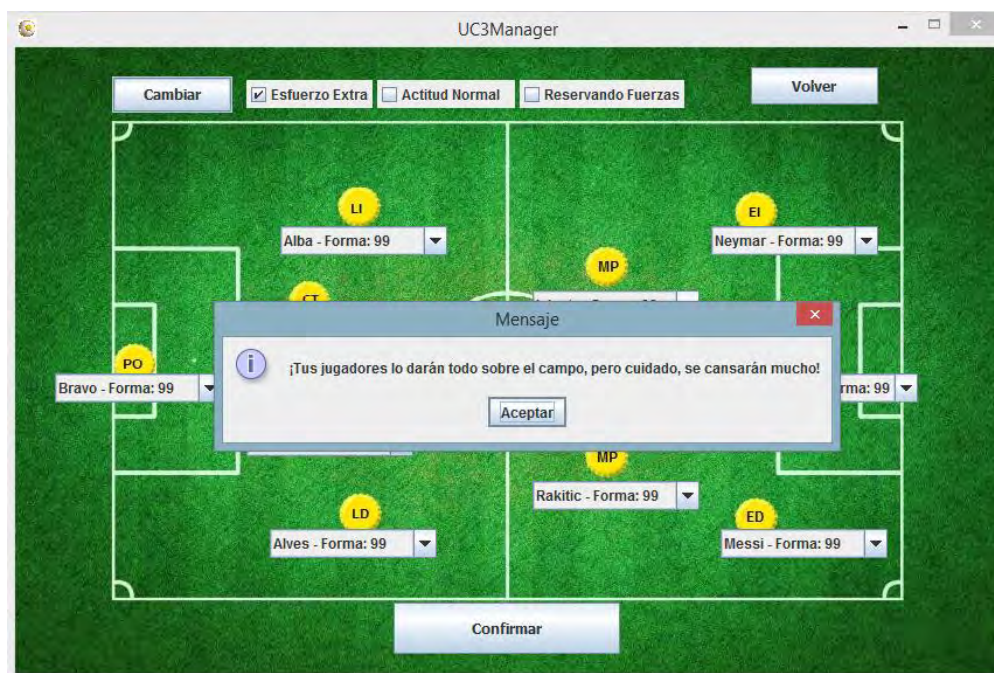 UC3Manager
Cambiar
Esfuerzo Extra
Actitud Normal
Reservando Fuerzas
Volver
LI
Alba - Forma: 99
EI
Neymar - Forma: 99
MP
CT
Mensaje
¡Tus jugadores lo darán todo sobre el campo, pero cuidado, se cansarán mucho!
Aceptar
PO
Bravo - Forma: 99
rma: 99
MP
Rakitic - Forma: 99
LD
Alves - Forma: 99
ED
Messi - Forma: 99
Confirmar